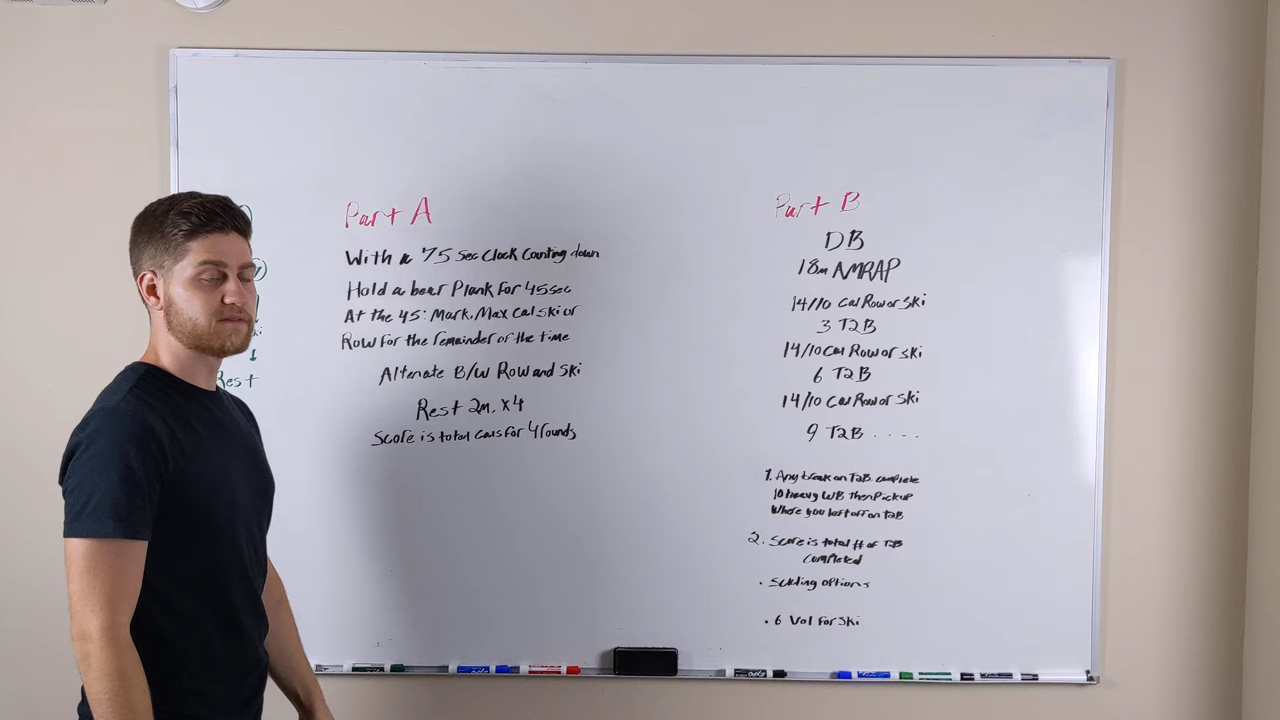 Rest
Part A
With a 75 sec Clock Counting down
Hold a bear Plank for 45sec
At the 45: Mark, Max Cal ski or
Row for the remainder of the time
Alternate B/w Row and Ski
Rest 2m, X4
Score is total cals for 4 rounds
Part B
DB
18m AMRAP
14/10 Cal Row or Ski
3 T2B
14/10 Cal Row or Ski
6 T2B
14/10 Cal Row or Ski
9 T2B ....
1. Any break on T2B complete
10 heavy WB then Pick up
Where you left off on T2B
2. Score is total # of T2B
completed
• Scaling options
• 6 Vol for Ski